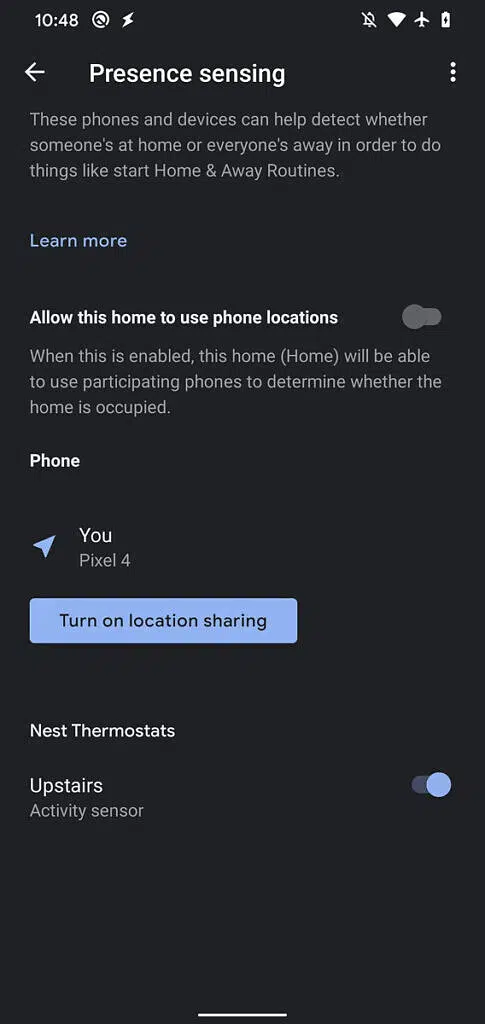 10:48
Presence sensing
These phones and devices can help detect whether
someone's at home or everyone's away in order to do
things like start Home & Away Routines.
Learn more
Allow this home to use phone locations
When this is enabled, this home (Home) will be able
to use participating phones to determine whether the
home is occupied.
Phone
You
Pixel 4
Turn on location sharing
Nest Thermostats
Upstairs
Activity sensor